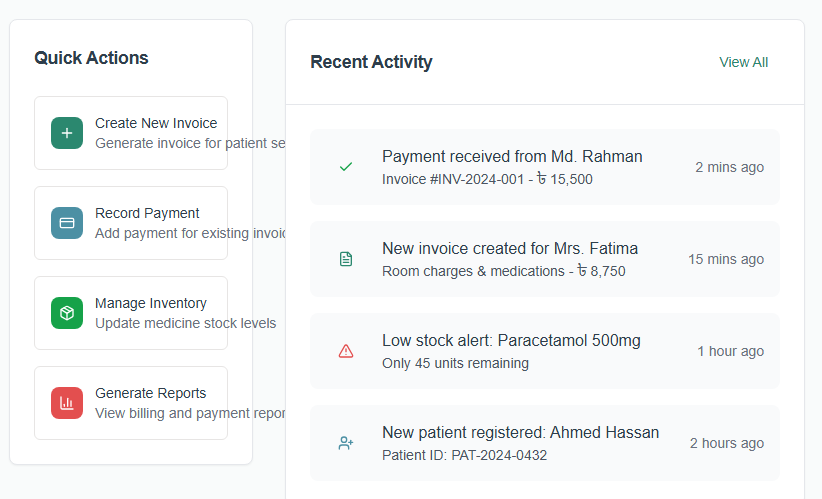 Quick Actions
Create New Invoice
Generate invoice for patient se
Record Payment
Add payment for existing invoic
Manage Inventory
Update medicine stock levels
Generate Reports
View billing and payment repor
Recent Activity
View All
Payment received from Md. Rahman
Invoice #INV-2024-001 - ৳ 15,500
2 mins ago
New invoice created for Mrs. Fatima
Room charges & medications - ৳ 8,750
15 mins ago
Low stock alert: Paracetamol 500mg
Only 45 units remaining
1 hour ago
New patient registered: Ahmed Hassan
Patient ID: PAT-2024-0432
2 hours ago